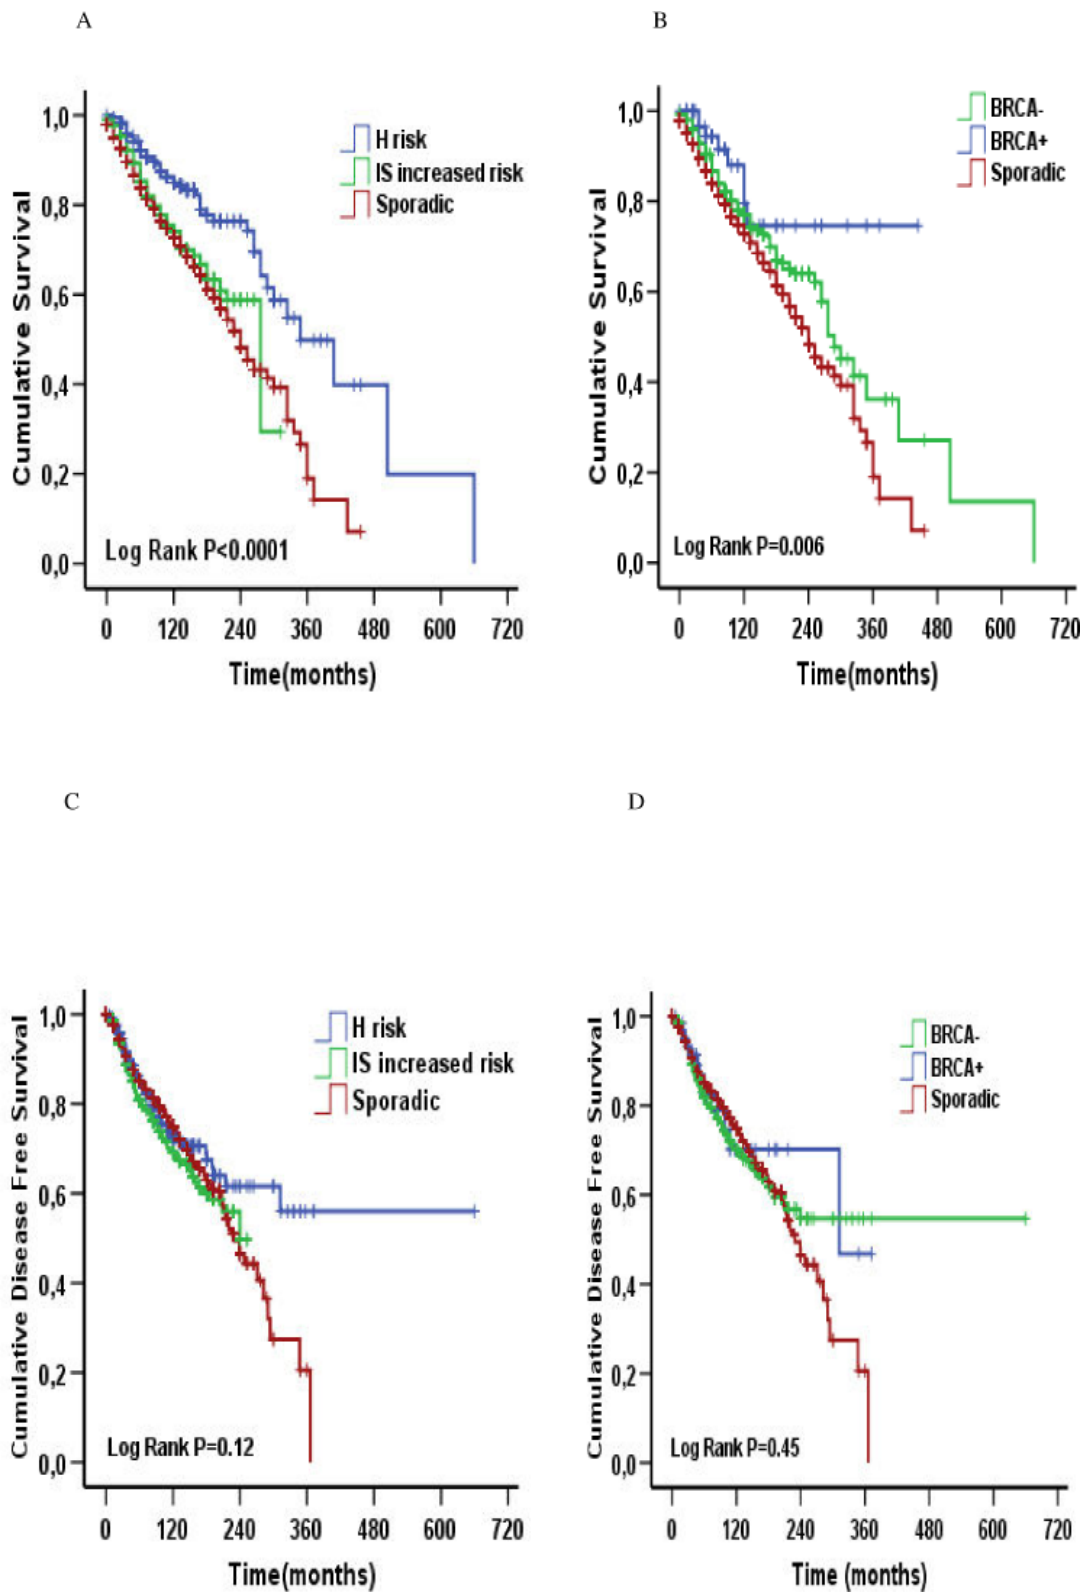 A
B
1,0
0,8
0,6
0,4
0,2
0,0
Cumulative Survival
H risk
IS increased risk
Sporadic
Log Rank P<0.0001
0 120 240 360 480 600 720
Time(months)
1,0
0,8
0,6
0,4
0,2
0,0
Cumulative Survival
BRCA-
BRCA+
Sporadic
Log Rank P=0.006
0 120 240 360 480 600 720
Time(months)
C
D
1,0
0,8
0,6
0,4
0,2
0,0
Cumulative Disease Free Survival
H risk
IS increased risk
Sporadic
Log Rank P=0.12
0 120 240 360 480 600 720
Time(months)
1,0
0,8
0,6
0,4
0,2
0,0
Cumulative Disease Free Survival
BRCA-
BRCA+
Sporadic
Log Rank P=0.45
0 120 240 360 480 600 720
Time (months)